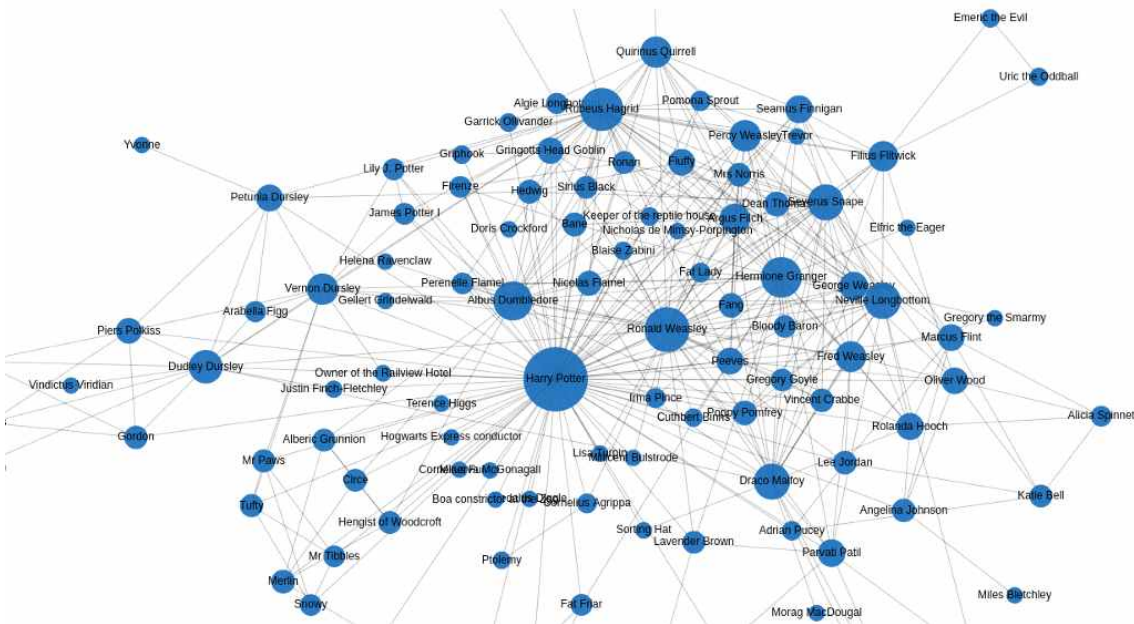 Emeric the Evil
Quirinus Quirrell
Uric the Oddball
Pomona Sprout
Algie Longbot
Rubeus Hagrid
Seamus Finnigan
Garrick Ollivander
Percy Weasley
Trevor
Yvonne
Griphook
Gringotts Head Goblin
Filius Flitwick
Ronan
Fluffy
Lily J. Potter
Mrs Norris
Firenze
Hedwig
Sirius Black
Petunia Dursley
Dean Thomas
Severus Snape
James Potter I
Keeper of the reptile house
Argus Filch
Doris Crockford
Bane
Nicholas de Mimsy-Porpington
Elfric the Eager
Blaise Zabini
Helena Ravenclaw
Fat Lady
Hermione Granger
Perenelle Flamel
Nicolas Flamel
George Weasley
Vernon Dursley
Gellert Grindelwald
Albus Dumbledore
Neville Longbottom
Arabella Figg
Fang
Gregory the Smarmy
Piers Polkiss
Ronald Weasley
Bloody Baron
Marcus Flint
Dudley Dursley
Peeves
Fred Weasley
Owner of the Railview Hotel
Harry Potter
Gregory Goyle
Oliver Wood
Vindictus Viridian
Justin Finch-Fletchley
Terence Higgs
Irma Pince
Vincent Crabbe
Cuthbert Binns
Poppy Pomfrey
Alicia Spinnet
Gordon
Alberic Grunnion
Hogwarts Express conductor
Rolanda Hooch
Mr Paws
Lisa Turpin
Millicent Bulstrode
Lee Jordan
McGonagall
Circe
Draco Malfoy
Tufty
Boa constrictor at the
Cornelius Agrippa
Katie Bell
Angelina Johnson
Hengist of Woodcroft
Sorting Hat
Adrian Pucey
Lavender Brown
Mr Tibbles
Ptolemy
Parvati Patil
Merlin
Snowy
Fat Friar
Miles Bletchley
Morag MacDougal